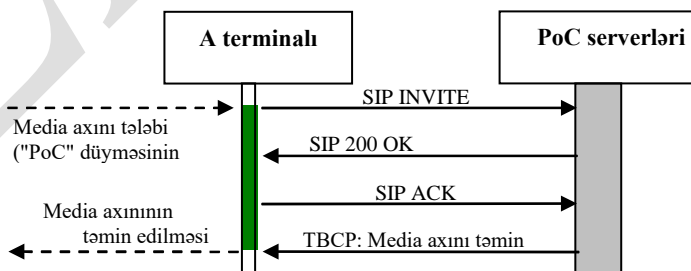 A terminalı
PoC serverləri
SIP INVITE
Media axını tələbi
("PoC" düyməsinin
SIP 200 OK
SIP ACK
Media axınının
təmin edilməsi
TBCP: Media axını təmin